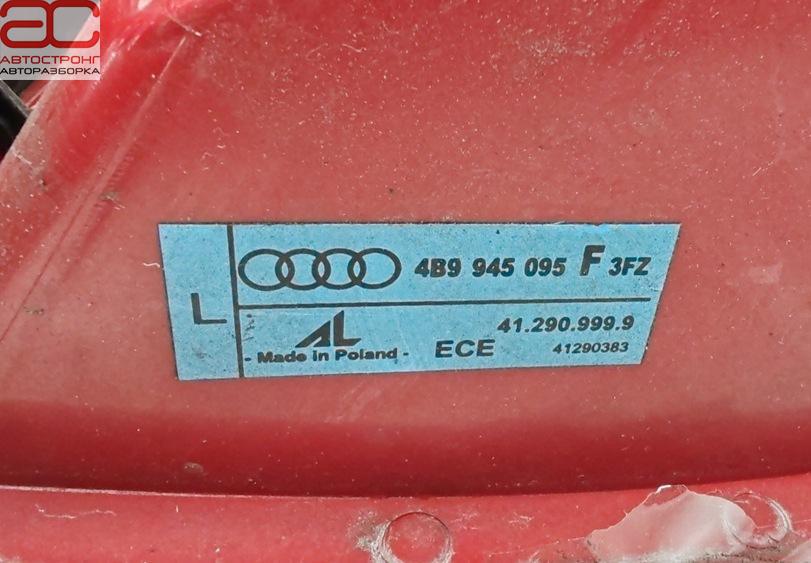 АС
АВТОСТРОНГ
АВТОРАЗБОРКА
L
4B9 945 095 F 3FZ
AL
41.290.999.9
- Made in Poland - ECE 41290383